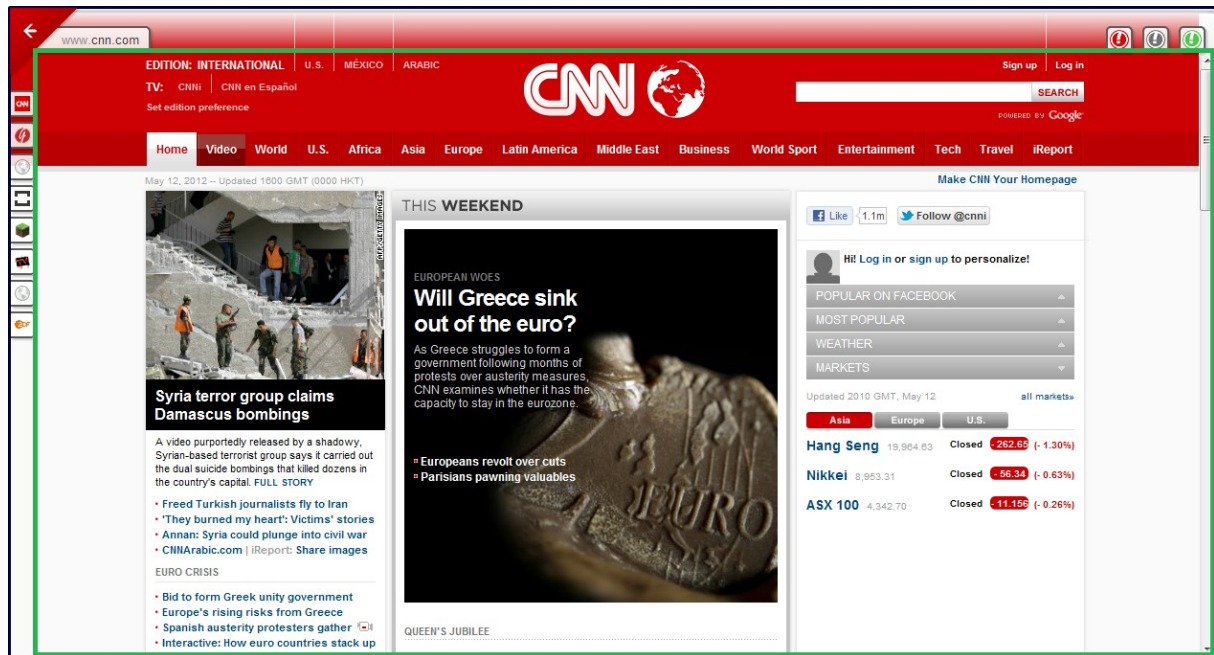 www.cnn.com
EDITION: INTERNATIONAL U.S. MÉXICO ARABIC
TV: CNNi CNN en Español
Set edition preference
CNN
Sign up Log in
SEARCH
POWERED BY Google
Home Video World U.S. Africa Asia Europe Latin America Middle East Business World Sport Entertainment Tech Travel iReport
May 12, 2012 – Updated 1600 GMT (0000 HKT)
Make CNN Your Homepage
AFP/GETTY IMAGES
Syria terror group claims
Damascus bombings
A video purportedly released by a shadowy,
Syrian-based terrorist group says it carried out
the dual suicide bombings that killed dozens in
the country's capital. FULL STORY
• Freed Turkish journalists fly to Iran
• 'They burned my heart': Victims' stories
• Annan: Syria could plunge into civil war
• CNNArabic.com | iReport: Share images
EURO CRISIS
• Bid to form Greek unity government
• Europe's rising risks from Greece
• Spanish austerity protesters gather
• Interactive: How euro countries stack up
THIS WEEKEND
EUROPEAN WOES
Will Greece sink
out of the euro?
As Greece struggles to form a
government following months of
protests over austerity measures,
CNN examines whether it has the
capacity to stay in the eurozone.
Europeans revolt over cuts
Parisians pawning valuables
EURO
QUEEN'S JUBILEE
Like 1.1m Follow @cnni
Hi! Log in or sign up to personalize!
POPULAR ON FACEBOOK
MOST POPULAR
WEATHER
MARKETS
Updated 2010 GMT, May 12 all markets»
Asia Europe U.S.
Hang Seng 19,964.63 Closed -262.65 (- 1.30%)
Nikkei 8,953.31 Closed -56.34 (- 0.63%)
ASX 100 4,342.70 Closed -11.156 (- 0.26%)